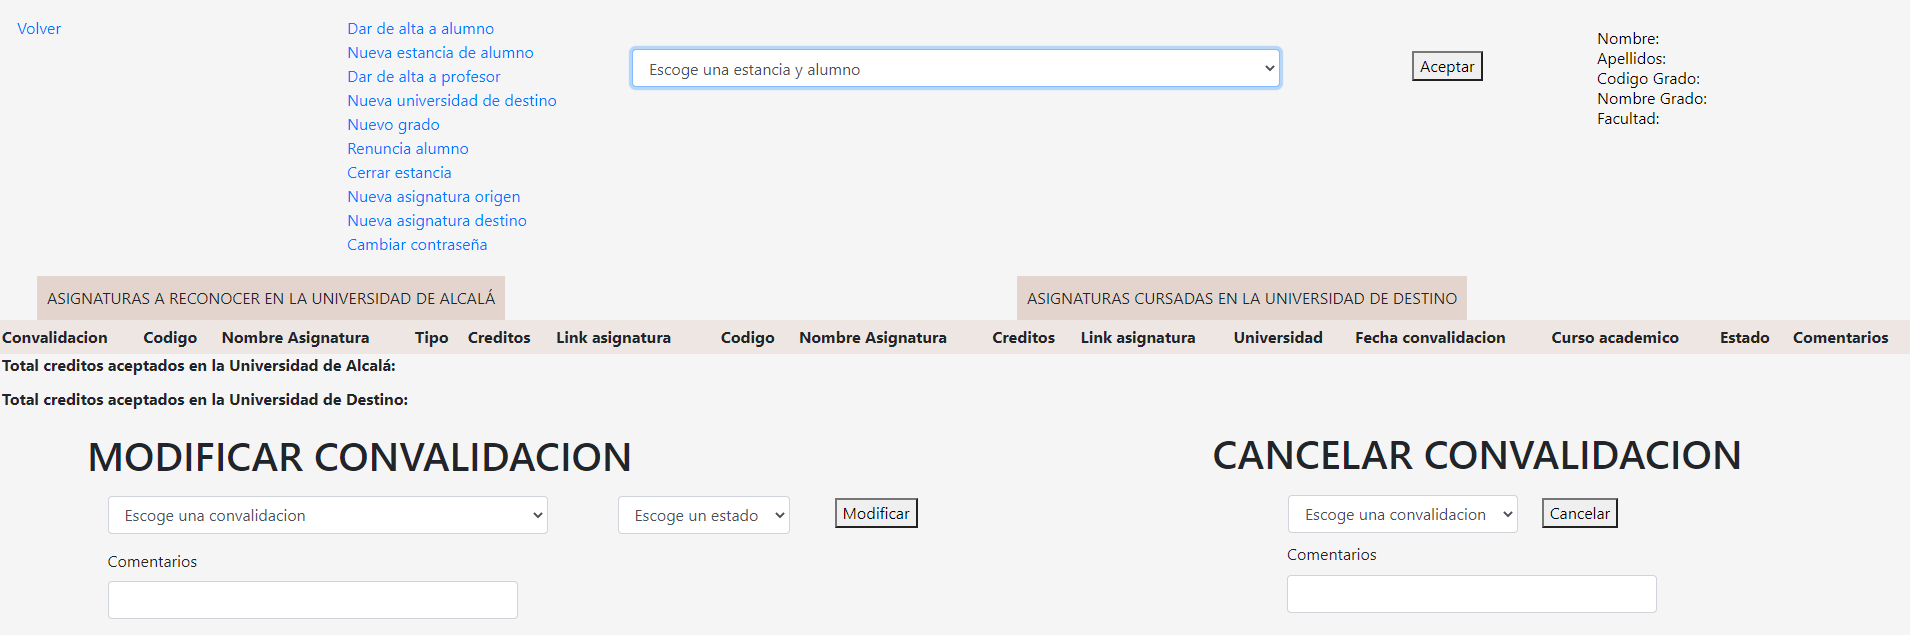 Volver
Dar de alta a alumno
Nueva estancia de alumno
Dar de alta a profesor
Nueva universidad de destino
Nuevo grado
Renuncia alumno
Cerrar estancia
Nueva asignatura origen
Nueva asignatura destino
Cambiar contraseña
Escoge una estancia y alumno
Aceptar
Nombre:
Apellidos:
Codigo Grado:
Nombre Grado:
Facultad:
ASIGNATURAS A RECONOCER EN LA UNIVERSIDAD DE ALCALÁ
ASIGNATURAS CURSADAS EN LA UNIVERSIDAD DE DESTINO
Convalidacion Codigo Nombre Asignatura Tipo Creditos Link asignatura Codigo Nombre Asignatura Creditos Link asignatura Universidad Fecha convalidacion Curso academico Estado Comentarios
Total creditos aceptados en la Universidad de Alcalá:
Total creditos aceptados en la Universidad de Destino:
MODIFICAR CONVALIDACION
Escoge una convalidacion Escoge un estado Modificar
Comentarios
CANCELAR CONVALIDACION
Escoge una convalidacion Cancelar
Comentarios